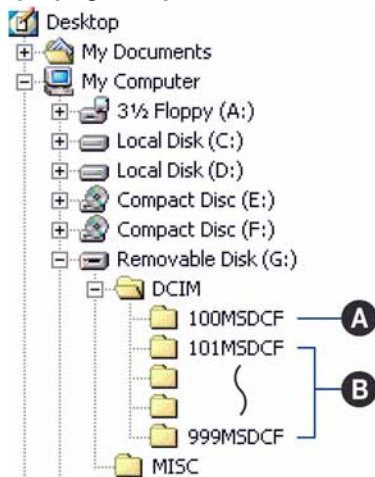 Desktop
My Documents
My Computer
3½ Floppy (A:)
Local Disk (C:)
Local Disk (D:)
Compact Disc (E:)
Compact Disc (F:)
Removable Disk (G:)
DCIM
100MSDCF A
101MSDCF
B
999MSDCF
MISC